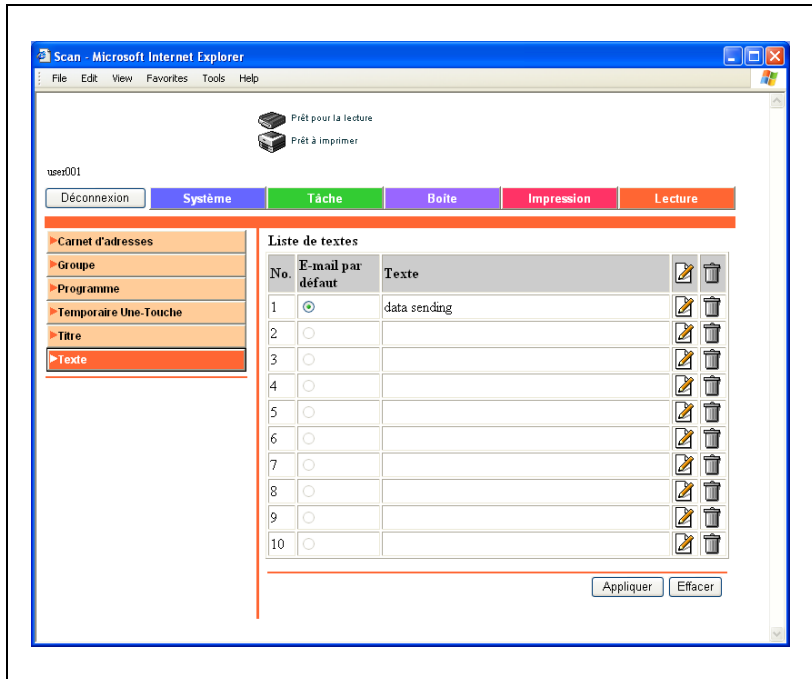 Scan - Microsoft Internet Explorer
File Edit View Favorites Tools Help
Prêt pour la lecture
Prêt à imprimer
user001
Déconnexion Système Tâche Boîte Impression Lecture
Carnet d'adresses
Groupe
Programme
Temporaire Une-Touche
Titre
Texte
Liste de textes
No. E-mail par défaut Texte
1 data sending
2
3
4
5
6
7
8
9
10
Appliquer Effacer